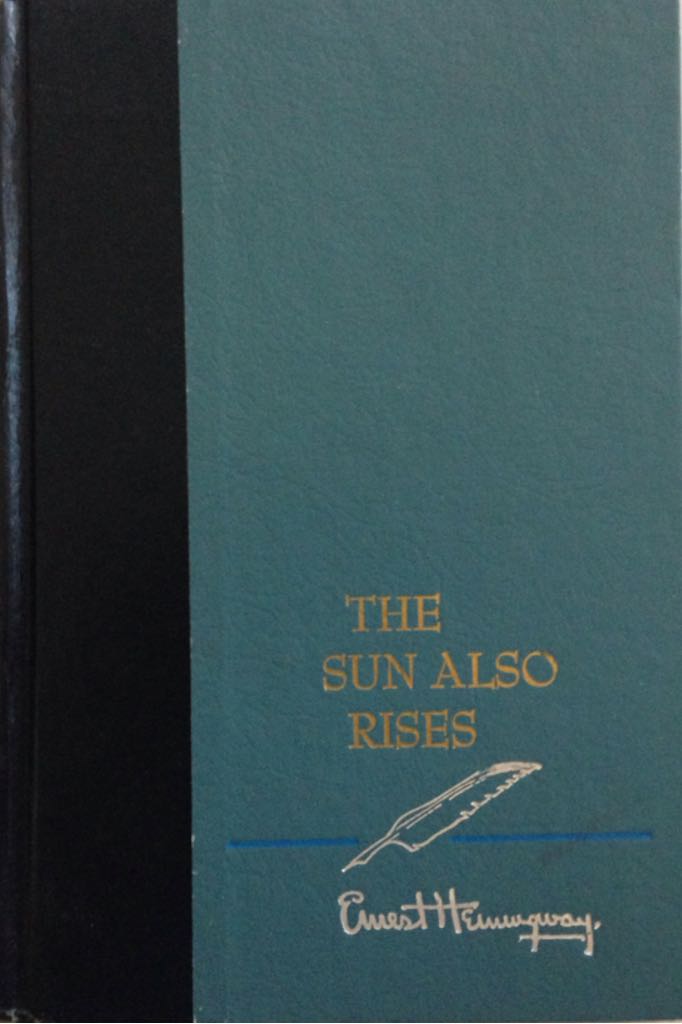 THE
SUN ALSO
RISES
Ernest Hemingway.